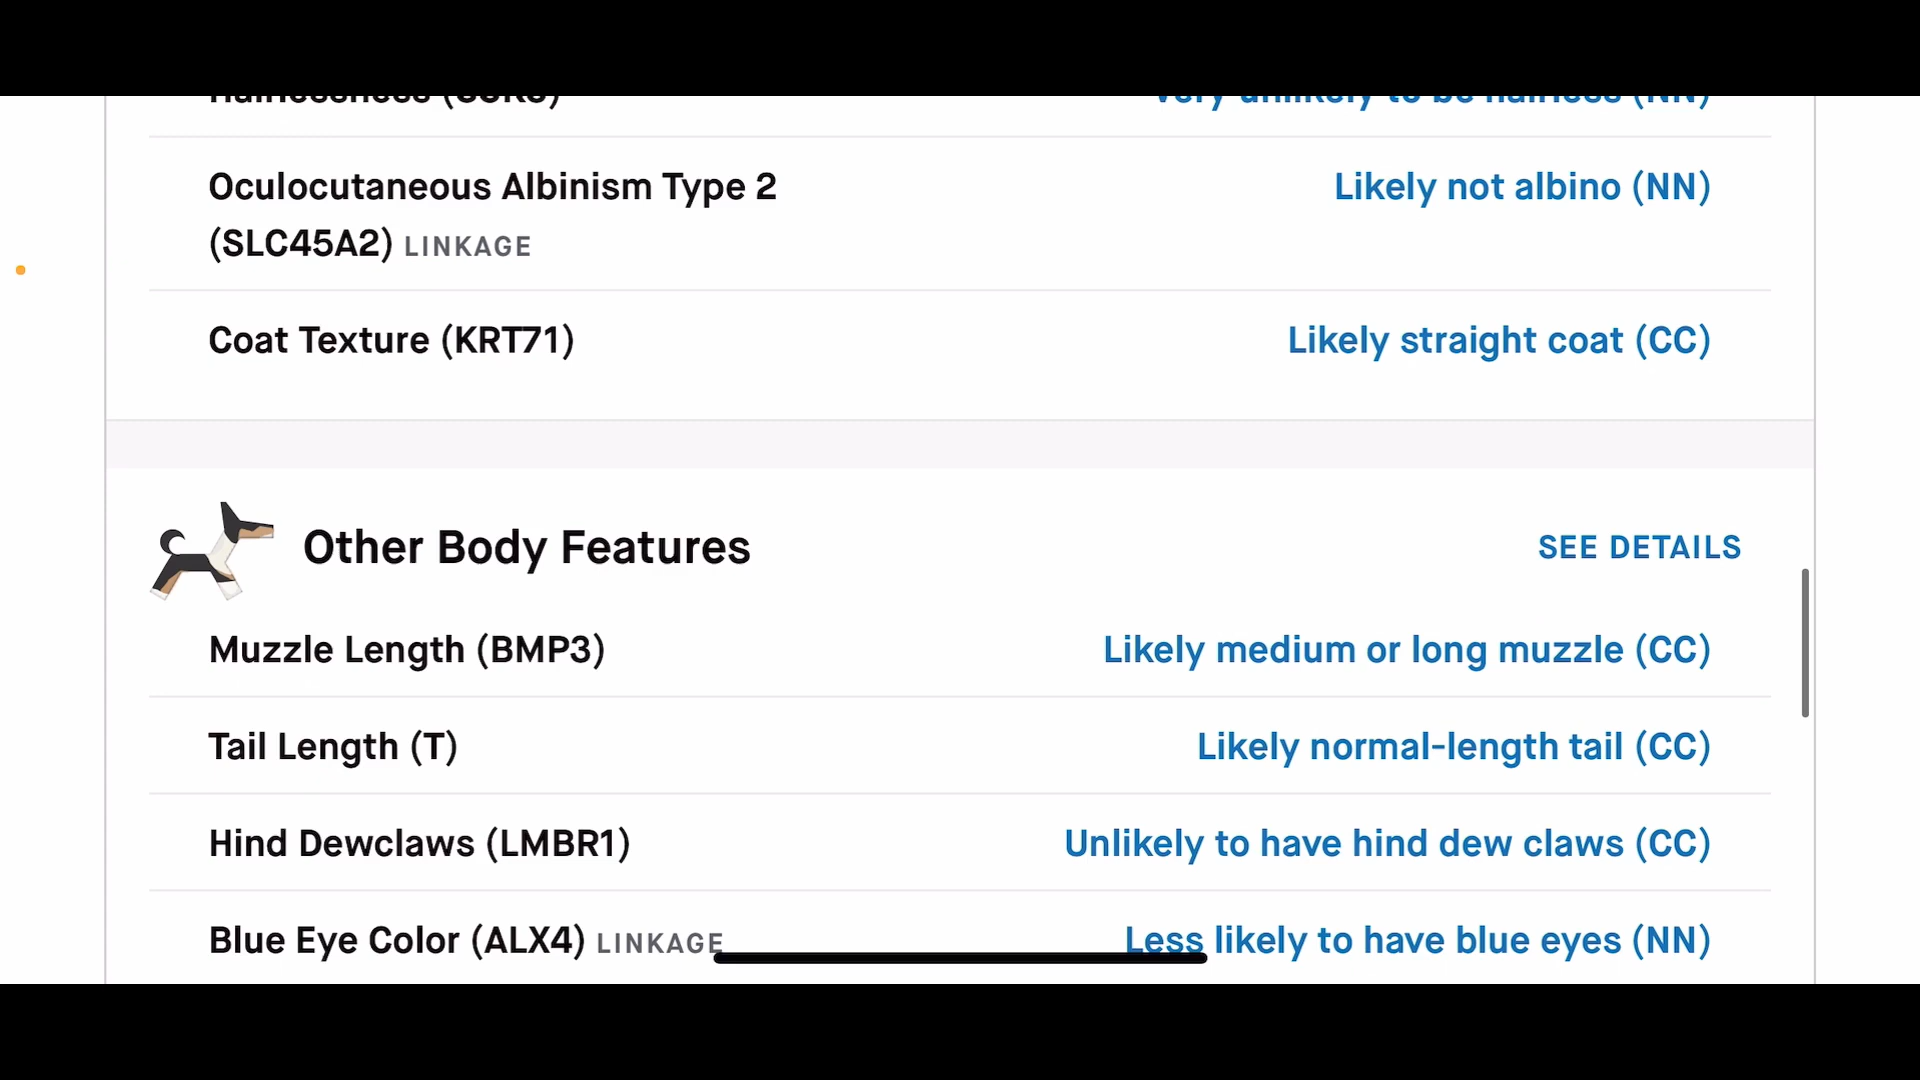 Oculocutaneous Albinism Type 2 Likely not albino (NN)
(SLC45A2) LINKAGE
Coat Texture (KRT71) Likely straight coat (CC)
Other Body Features SEE DETAILS
Muzzle Length (BMP3) Likely medium or long muzzle (CC)
Tail Length (T) Likely normal-length tail (CC)
Hind Dewclaws (LMBR1) Unlikely to have hind dew claws (CC)
Blue Eye Color (ALX4) LINKAGE Less likely to have blue eyes (NN)